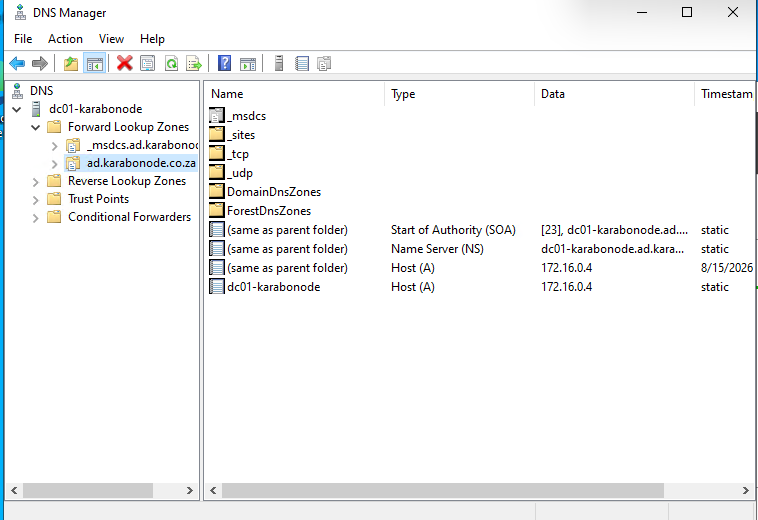 DNS Manager
File Action View Help
DNS
dc01-karabonode
Forward Lookup Zones
_msdcs.ad.karabonod
ad.karabonode.co.za
Reverse Lookup Zones
Trust Points
Conditional Forwarders
Name Type Data Timestam
_msdcs
_sites
_tcp
_udp
DomainDnsZones
ForestDnsZones
(same as parent folder) Start of Authority (SOA) [23], dc01-karabonode.ad.... static
(same as parent folder) Name Server (NS) dc01-karabonode.ad.kara... static
(same as parent folder) Host (A) 172.16.0.4 8/15/2026
dc01-karabonode Host (A) 172.16.0.4 static